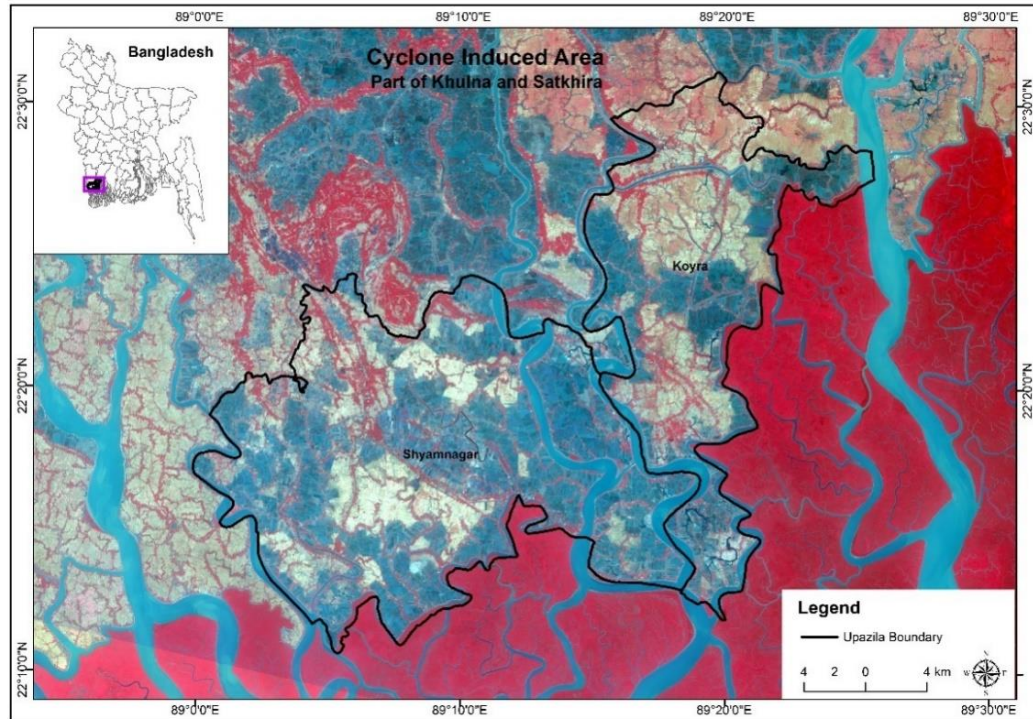 89°0'0"E
89°10'0"E
89°20'0"E
89°30'0"E
Bangladesh
Cyclone Induced Area
Part of Khulna and Satkhira
22°30'0"N
22°30'0"N
Koyra
22°20'0"N
22°20'0"N
Shyamnagar
Legend
Upazila Boundary
4 2 0 4 km
N
W
S
22°10'0"N
22°10'0"N
89°0'0"E
89°10'0"E
89°20'0"E
89°30'0"E